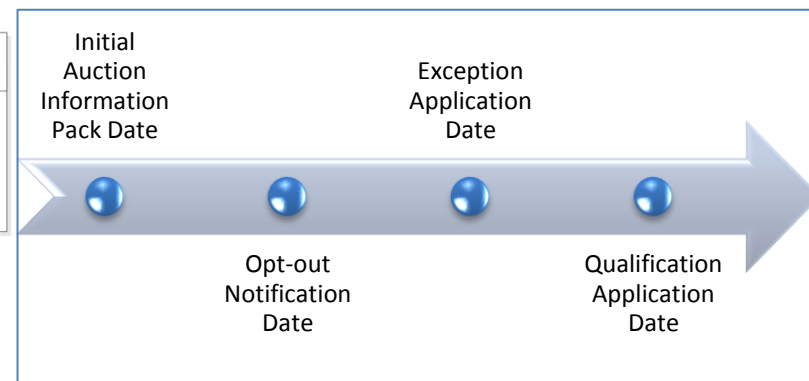 Initial
Auction
Information
Pack Date
Opt-out
Notification
Date
Exception
Application
Date
Qualification
Application
Date